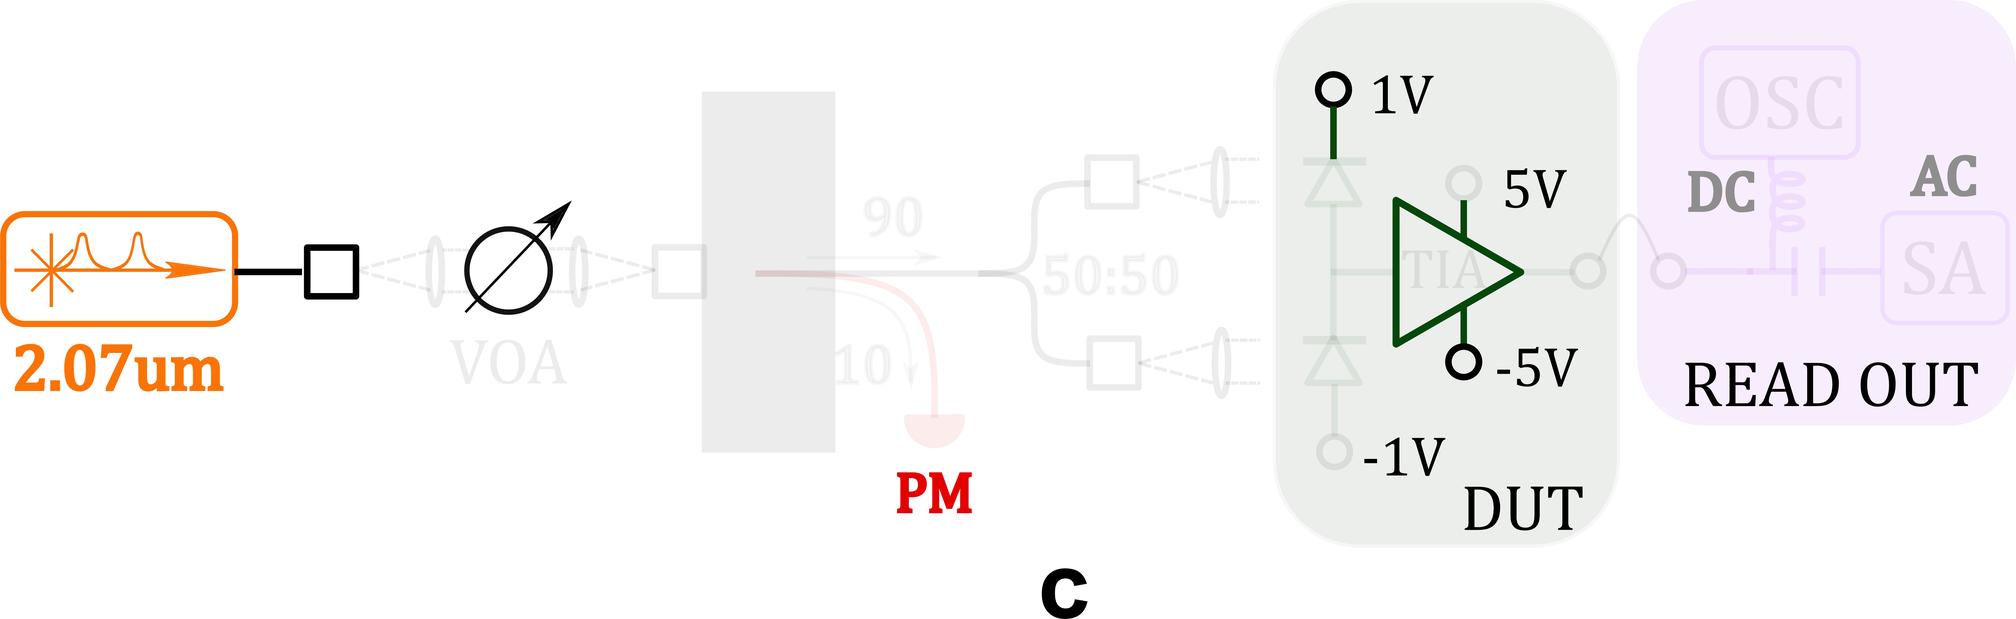 2.07um
VOA
90
10
50:50
PM
1V
5V
TIA
-5V
-1V
DUT
OSC
DC
AC
SA
READ OUT
C